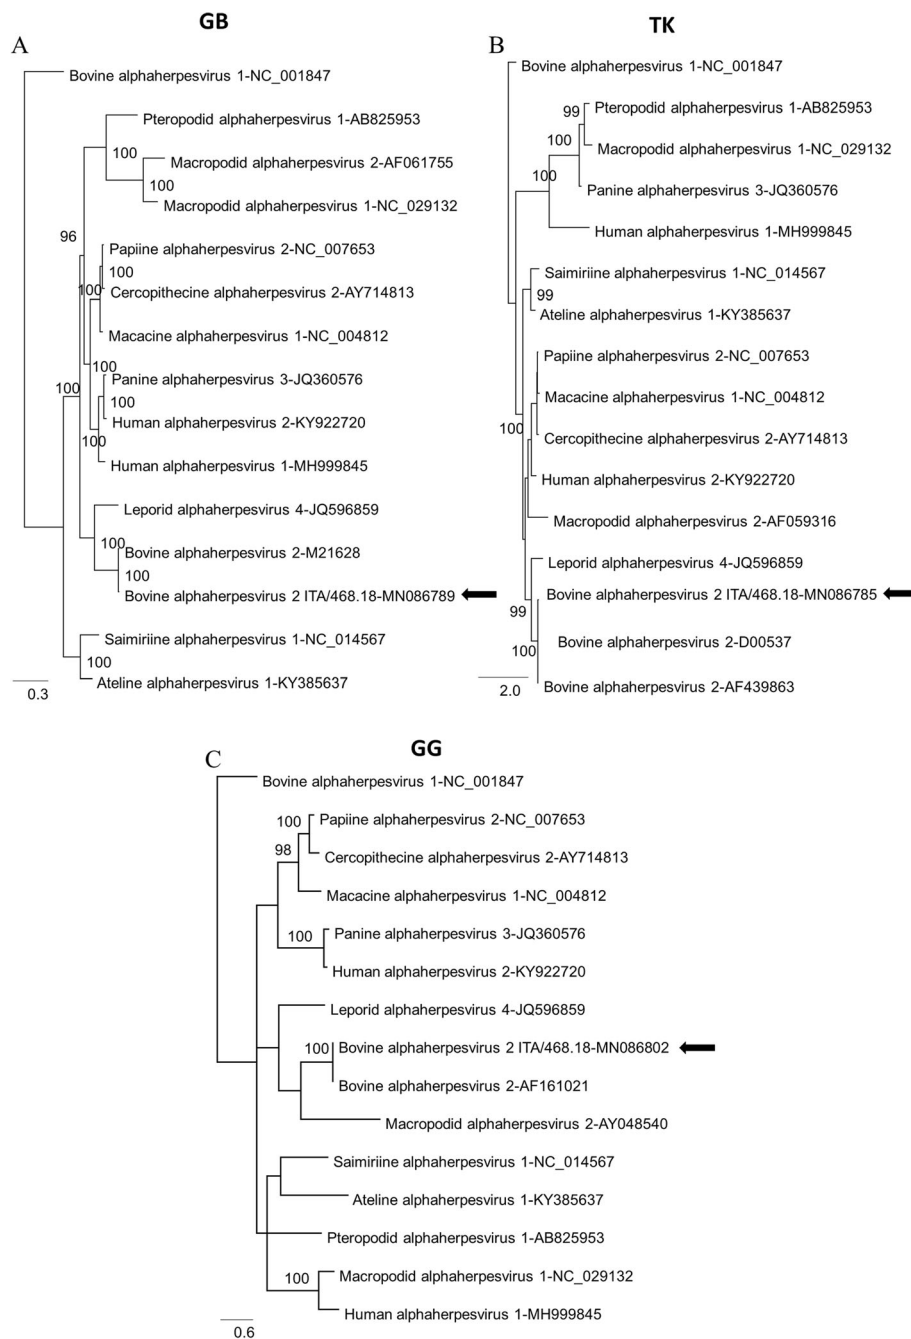 GB
A
Bovine alphaherpesvirus 1-NC_001847
Pteropodid alphaherpesvirus 1-AB825953
100
Macropodid alphaherpesvirus 2-AF061755
100
Macropodid alphaherpesvirus 1-NC_029132
96
Papiine alphaherpesvirus 2-NC_007653
100
100
Cercopithecine alphaherpesvirus 2-AY714813
Macacine alphaherpesvirus 1-NC_004812
100
Panine alphaherpesvirus 3-JQ360576
100
100
Human alphaherpesvirus 2-KY922720
100
Human alphaherpesvirus 1-MH999845
Leporid alphaherpesvirus 4-JQ596859
100
Bovine alphaherpesvirus 2-M21628
100
Bovine alphaherpesvirus 2 ITA/468.18-MN086789
Saimiriine alphaherpesvirus 1-NC_014567
100
Ateline alphaherpesvirus 1-KY385637
0.3
TK
B
Bovine alphaherpesvirus 1-NC_001847
99
Pteropodid alphaherpesvirus 1-AB825953
100
Macropodid alphaherpesvirus 1-NC_029132
100
Panine alphaherpesvirus 3-JQ360576
Human alphaherpesvirus 1-MH999845
Saimiriine alphaherpesvirus 1-NC_014567
99
Ateline alphaherpesvirus 1-KY385637
Papiine alphaherpesvirus 2-NC_007653
Macacine alphaherpesvirus 1-NC_004812
100
Cercopithecine alphaherpesvirus 2-AY714813
Human alphaherpesvirus 2-KY922720
Macropodid alphaherpesvirus 2-AF059316
Leporid alphaherpesvirus 4-JQ596859
Bovine alphaherpesvirus 2 ITA/468.18-MN086785
99
100
Bovine alphaherpesvirus 2-D00537
Bovine alphaherpesvirus 2-AF439863
2.0
GG
C
Bovine alphaherpesvirus 1-NC_001847
100
Papiine alphaherpesvirus 2-NC_007653
98
Cercopithecine alphaherpesvirus 2-AY714813
Macacine alphaherpesvirus 1-NC_004812
100
Panine alphaherpesvirus 3-JQ360576
Human alphaherpesvirus 2-KY922720
Leporid alphaherpesvirus 4-JQ596859
100
Bovine alphaherpesvirus 2 ITA/468.18-MN086802
Bovine alphaherpesvirus 2-AF161021
Macropodid alphaherpesvirus 2-AY048540
Saimiriine alphaherpesvirus 1-NC_014567
Ateline alphaherpesvirus 1-KY385637
Pteropodid alphaherpesvirus 1-AB825953
100
Macropodid alphaherpesvirus 1-NC_029132
Human alphaherpesvirus 1-MH999845
0.6